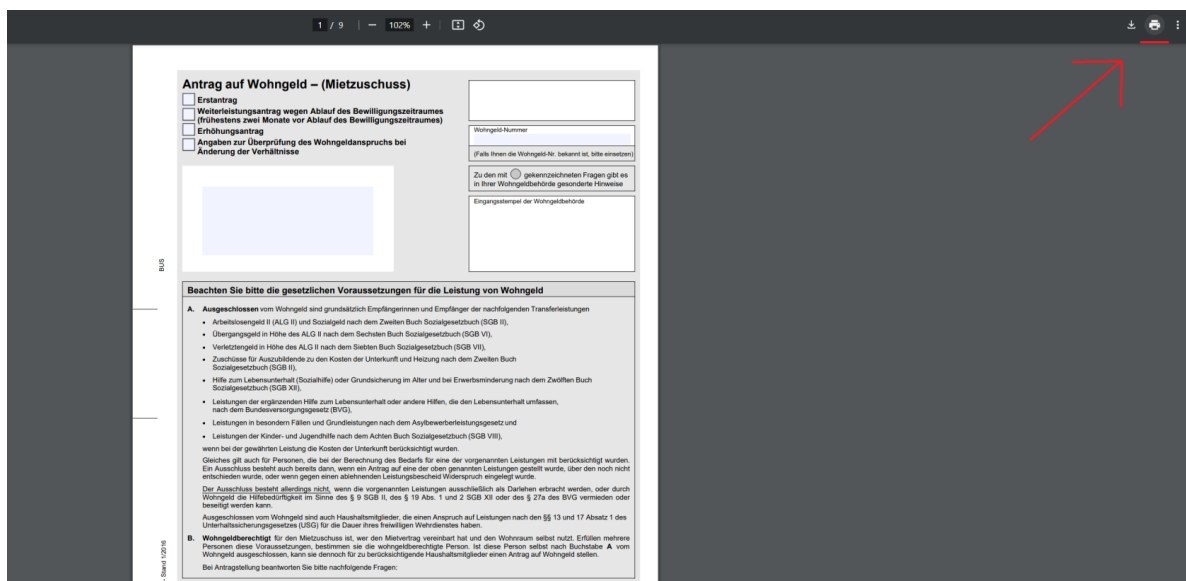 1 / 9
102%
Antrag auf Wohngeld – (Mietzuschuss)
Erstantrag
Weiterleistungsantrag wegen Ablauf des Bewilligungszeitraumes
(frühestens zwei Monate vor Ablauf des Bewilligungszeitraumes)
Erhöhungsantrag
Angaben zur Überprüfung des Wohngeldanspruchs bei
Änderung der Verhältnisse
Wohngeld-Nummer
(Falls Ihnen die Wohngeld-Nr. bekannt ist, bitte einsetzen)
Zu den mit gekennzeichneten Fragen gibt es
in Ihrer Wohngeldbehörde gesonderte Hinweise
Eingangsstempel der Wohngeldbehörde
BUS
Beachten Sie bitte die gesetzlichen Voraussetzungen für die Leistung von Wohngeld
A. Ausgeschlossen vom Wohngeld sind grundsätzlich Empfängerinnen und Empfänger der nachfolgenden Transferleistungen
• Arbeitslosengeld II (ALG II) und Sozialgeld nach dem Zweiten Buch Sozialgesetzbuch (SGB II),
• Übergangsgeld in Höhe des ALG II nach dem Sechsten Buch Sozialgesetzbuch (SGB VI),
• Verletztengeld in Höhe des ALG II nach dem Siebten Buch Sozialgesetzbuch (SGB VII),
• Zuschüsse für Auszubildende zu den Kosten der Unterkunft und Heizung nach dem Zweiten Buch
Sozialgesetzbuch (SGB II),
• Hilfe zum Lebensunterhalt (Sozialhilfe) oder Grundsicherung im Alter und bei Erwerbsminderung nach dem Zwölften Buch
Sozialgesetzbuch (SGB XII),
• Leistungen der ergänzenden Hilfe zum Lebensunterhalt oder andere Hilfen, die den Lebensunterhalt umfassen,
nach dem Bundesversorgungsgesetz (BVG),
• Leistungen in besondern Fällen und Grundleistungen nach dem Asylbewerberleistungsgesetz und
• Leistungen der Kinder- und Jugendhilfe nach dem Achten Buch Sozialgesetzbuch (SGB VIII),
wenn bei der gewährten Leistung die Kosten der Unterkunft berücksichtigt wurden.
Gleiches gilt auch für Personen, die bei der Berechnung des Bedarfs für eine der vorgenannten Leistungen mit berücksichtigt wurden.
Ein Ausschluss besteht auch bereits dann, wenn ein Antrag auf eine der oben genannten Leistungen gestellt wurde, über den noch nicht
entschieden wurde, oder wenn gegen einen ablehnenden Leistungsbescheid Widerspruch eingelegt wurde.
Der Ausschluss besteht allerdings nicht, wenn die vorgenannten Leistungen ausschließlich als Darlehen erbracht werden, oder durch
Wohngeld die Hilfebedürftigkeit im Sinne des § 9 SGB II, des § 19 Abs. 1 und 2 SGB XII oder des § 27a des BVG vermieden oder
beseitigt werden kann.
Ausgeschlossen vom Wohngeld sind auch Haushaltsmitglieder, die einen Anspruch auf Leistungen nach den §§ 13 und 17 Absatz 1 des
Unterhaltssicherungsgesetzes (USG) für die Dauer ihres freiwilligen Wehrdienstes haben.
B. Wohngeldberechtigt für den Mietzuschuss ist, wer den Mietvertrag vereinbart hat und den Wohnraum selbst nutzt. Erfüllen mehrere
Personen diese Voraussetzungen, bestimmen sie die wohngeldberechtigte Person. Ist diese Person selbst nach Buchstabe A vom
Wohngeld ausgeschlossen, kann sie dennoch für zu berücksichtigende Haushaltsmitglieder einen Antrag auf Wohngeld stellen.
Bei Antragstellung beantworten Sie bitte nachfolgende Fragen:
- Stand 1/2016